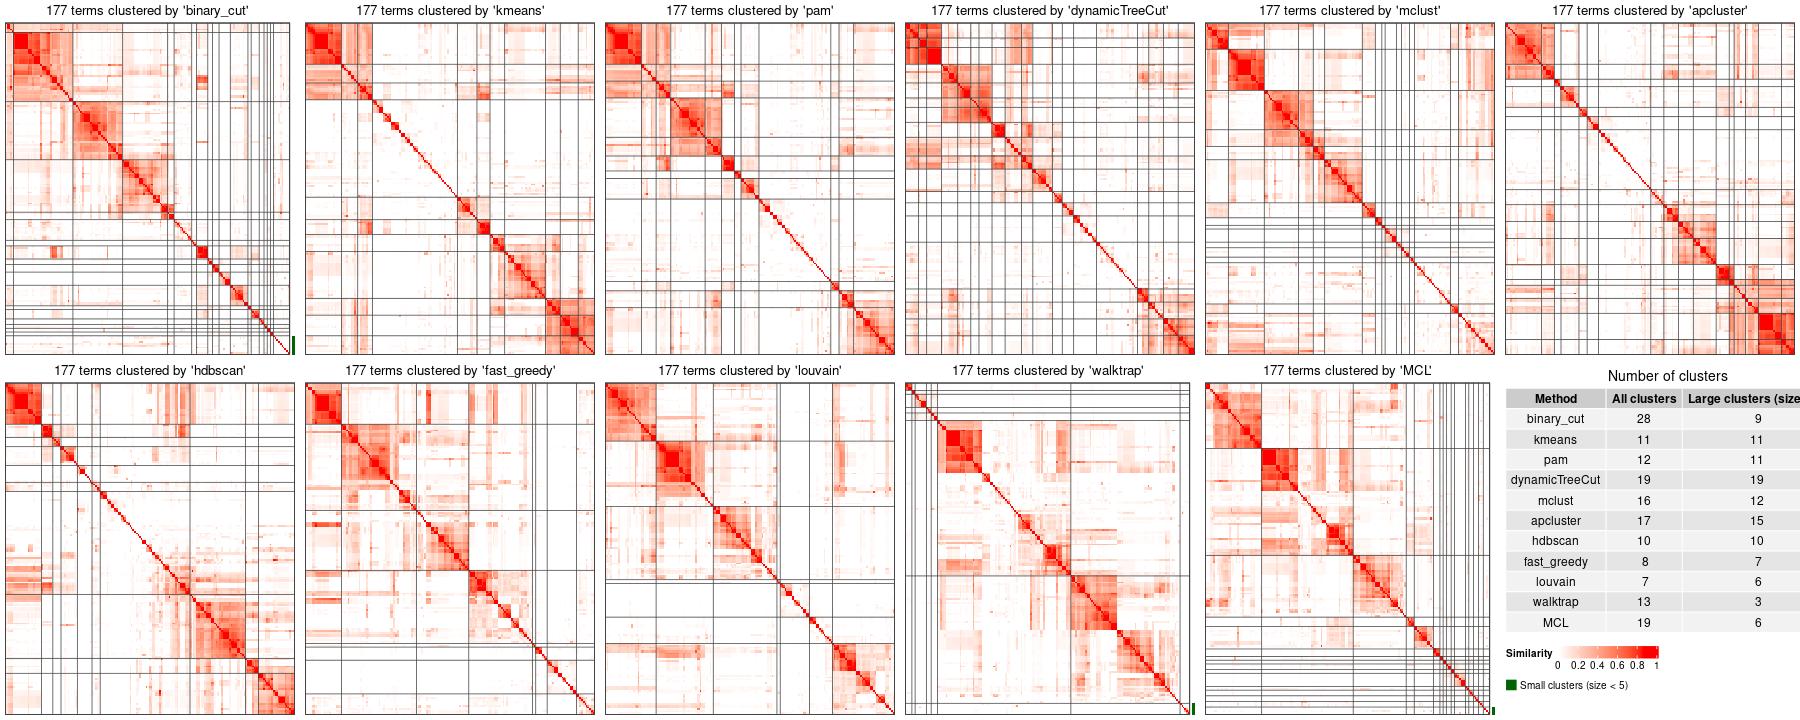 177 terms clustered by 'binary_cut'
177 terms clustered by 'kmeans'
177 terms clustered by 'pam'
177 terms clustered by 'dynamicTreeCut'
177 terms clustered by 'mclust'
177 terms clustered by 'apcluster'
177 terms clustered by 'hdbscan'
177 terms clustered by 'fast_greedy'
177 terms clustered by 'louvain'
177 terms clustered by 'walktrap'
177 terms clustered by 'MCL'
Number of clusters
Method All clusters Large clusters (size
binary_cut 28 9
kmeans 11 11
pam 12 11
dynamicTreeCut 19 19
mclust 16 12
apcluster 17 15
hdbscan 10 10
fast_greedy 8 7
louvain 7 6
walktrap 13 3
MCL 19 6
Similarity
0 0.2 0.4 0.6 0.8 1
Small clusters (size < 5)